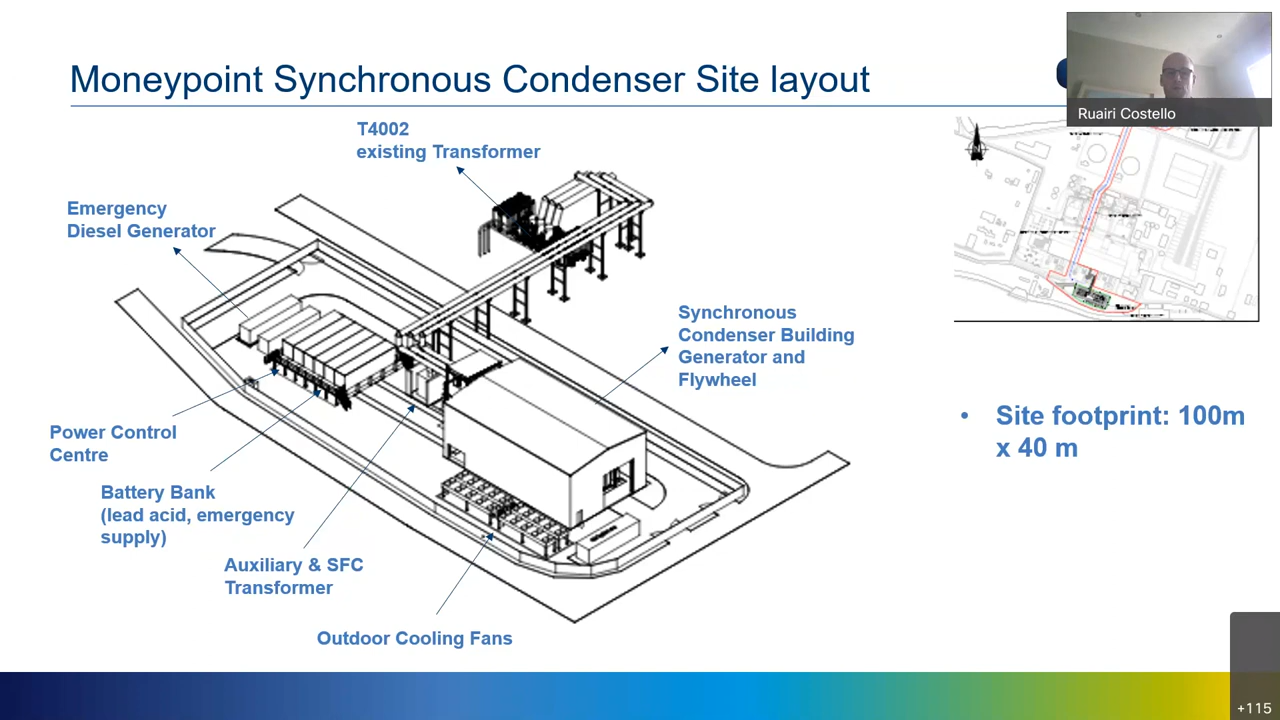 Moneypoint Synchronous Condenser Site layout
Ruairi Costello
T4002
existing Transformer
Emergency
Diesel Generator
Synchronous
Condenser Building
Generator and
Flywheel
• Site footprint: 100m
x 40 m
Power Control
Centre
Battery Bank
(lead acid, emergency
supply)
Auxiliary & SFC
Transformer
Outdoor Cooling Fans
+115